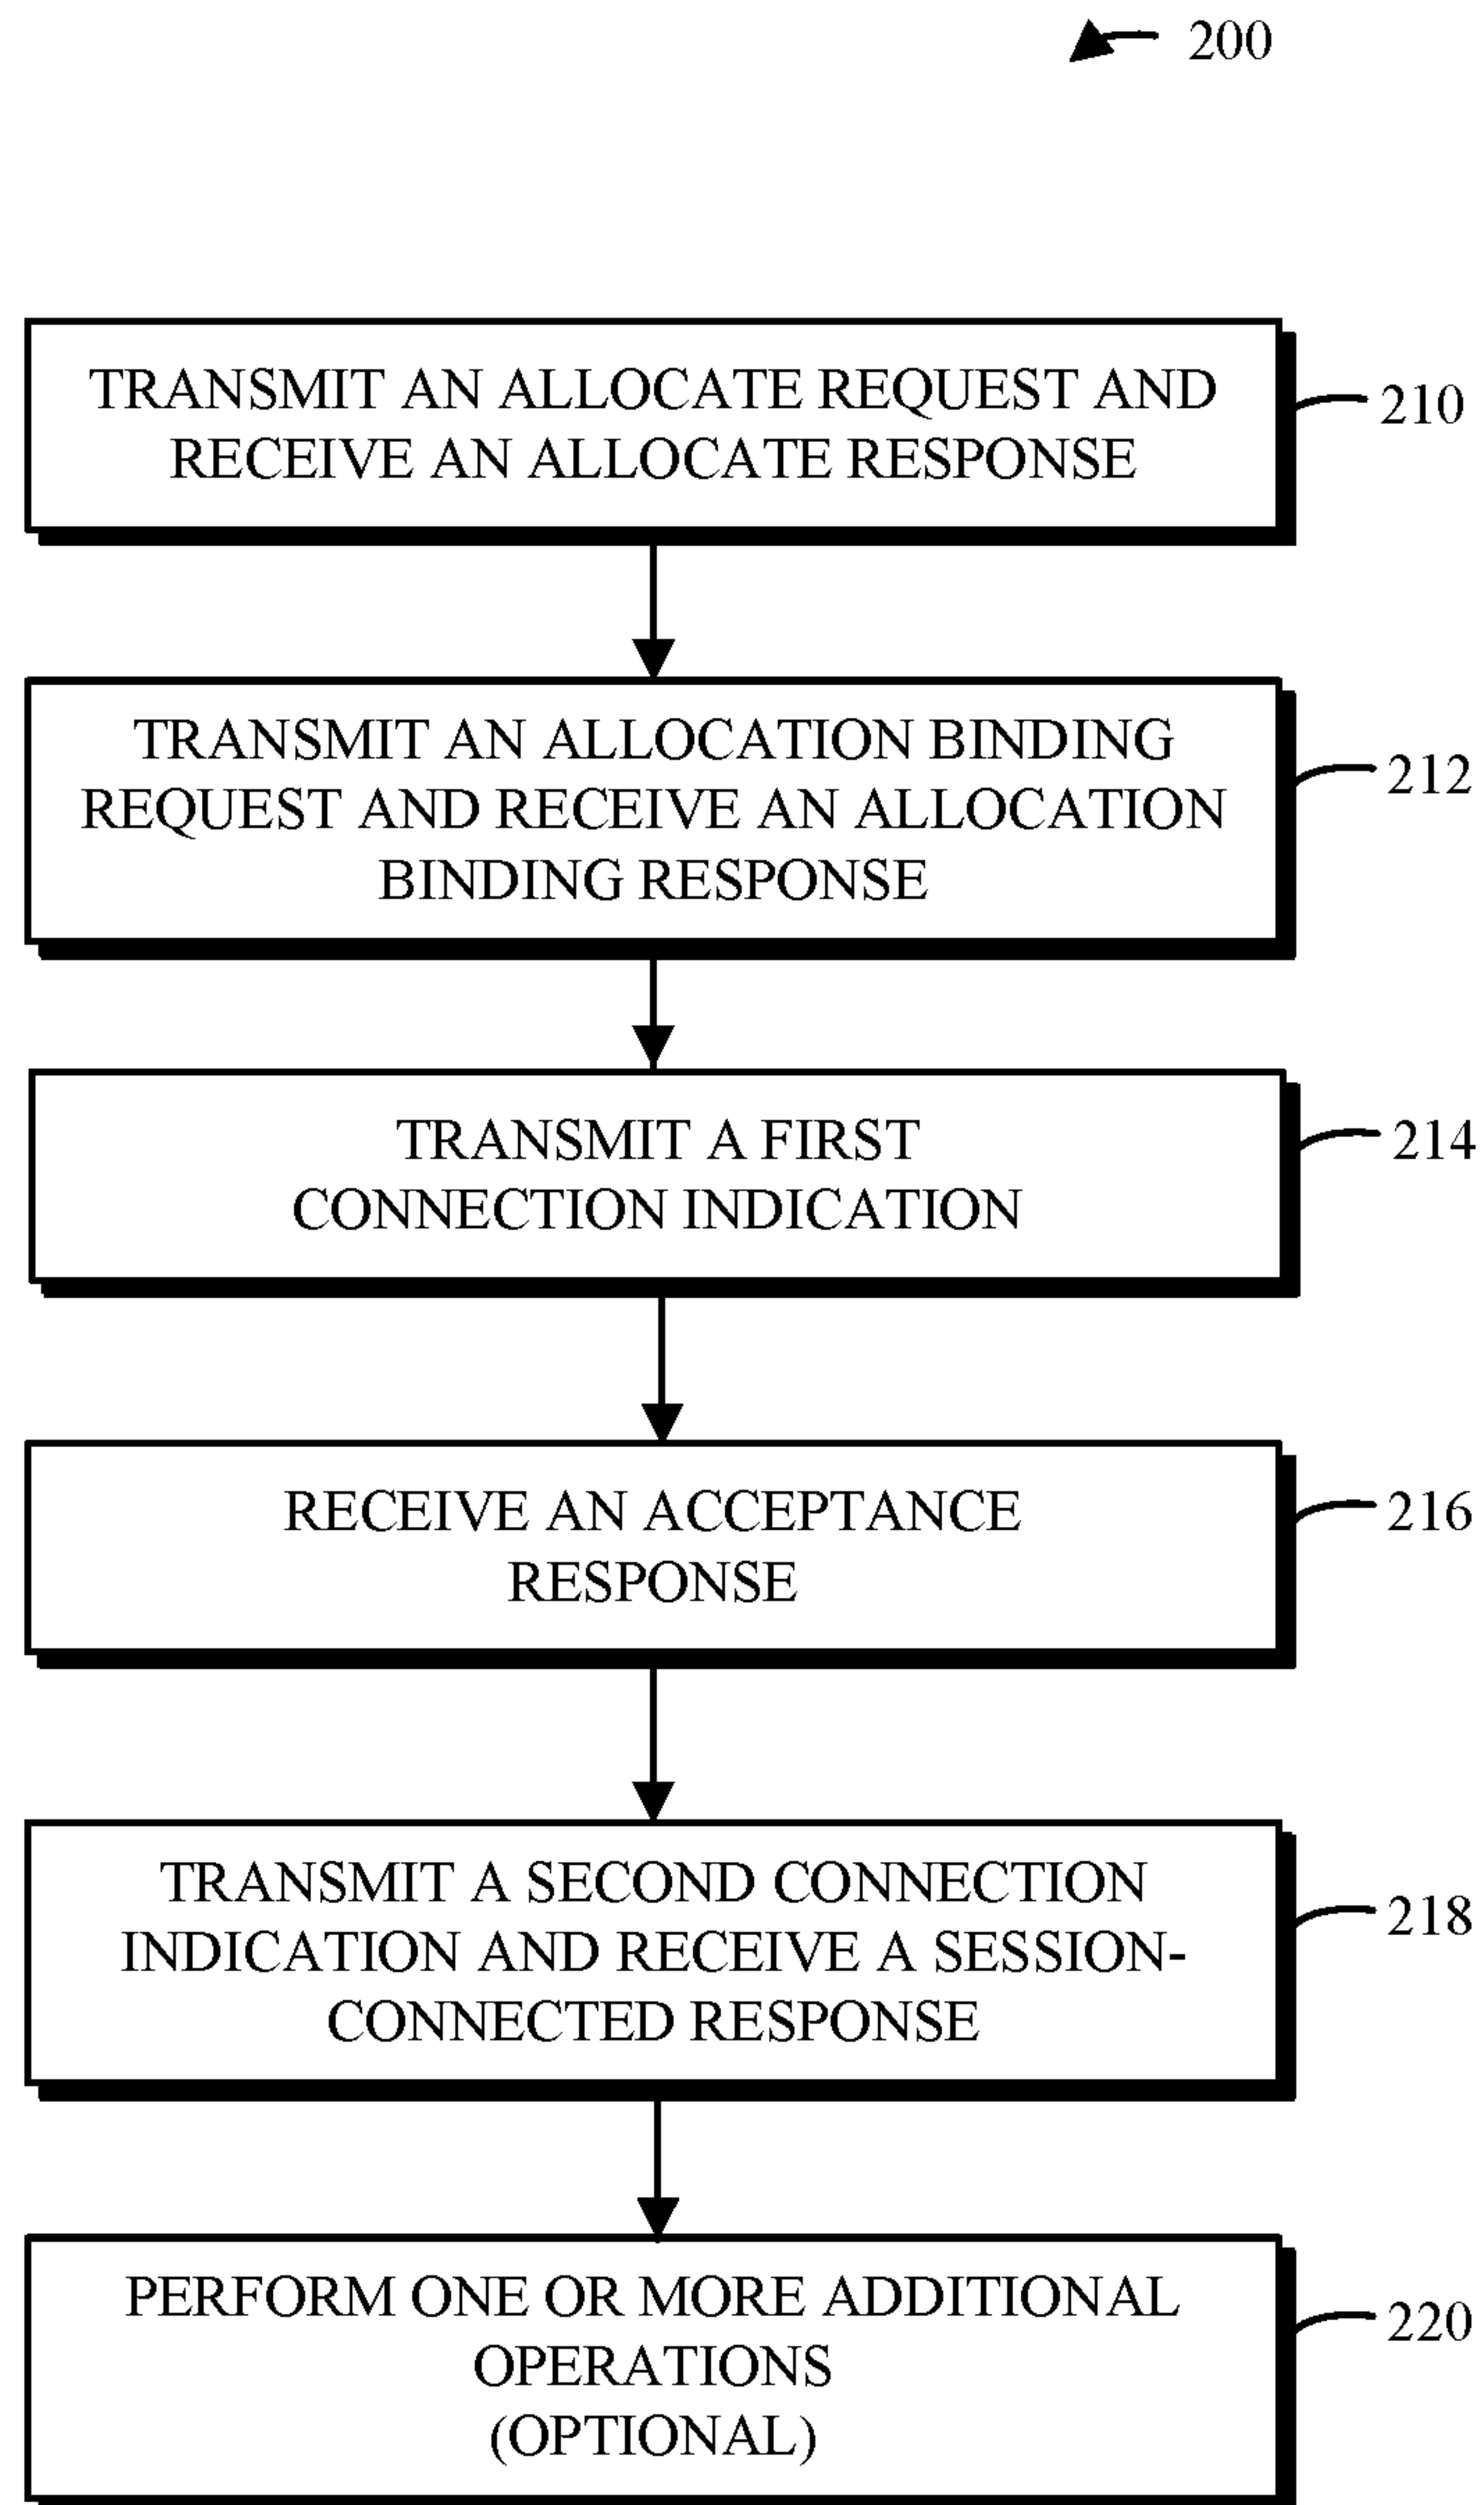 200
TRANSMIT AN ALLOCATE REQUEST AND
RECEIVE AN ALLOCATE RESPONSE
210
TRANSMIT AN ALLOCATION BINDING
REQUEST AND RECEIVE AN ALLOCATION
BINDING RESPONSE
212
TRANSMIT A FIRST
CONNECTION INDICATION
214
RECEIVE AN ACCEPTANCE
RESPONSE
216
TRANSMIT A SECOND CONNECTION
INDICATION AND RECEIVE A SESSION-
CONNECTED RESPONSE
218
PERFORM ONE OR MORE ADDITIONAL
OPERATIONS
(OPTIONAL)
220